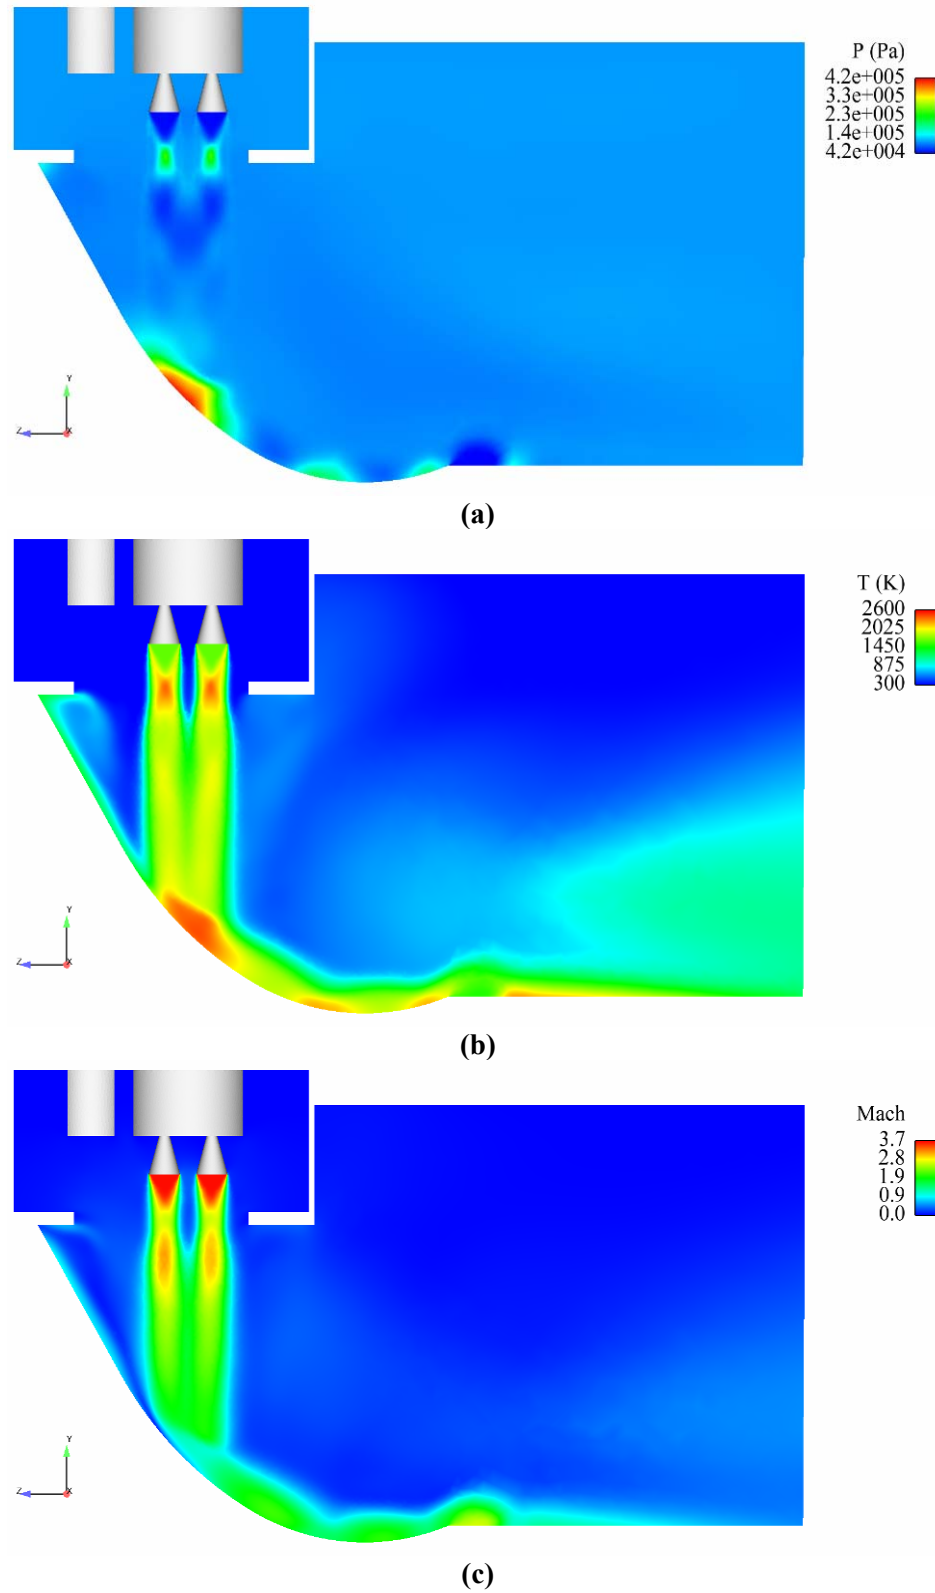 P (Pa)
4.2e+005
3.3e+005
2.3e+005
1.4e+005
4.2e+004
Y
Z
X
(a)
T (K)
2600
2025
1450
875
300
Y
Z
X
(b)
Mach
3.7
2.8
1.9
0.9
0.0
Y
Z
X
(c)